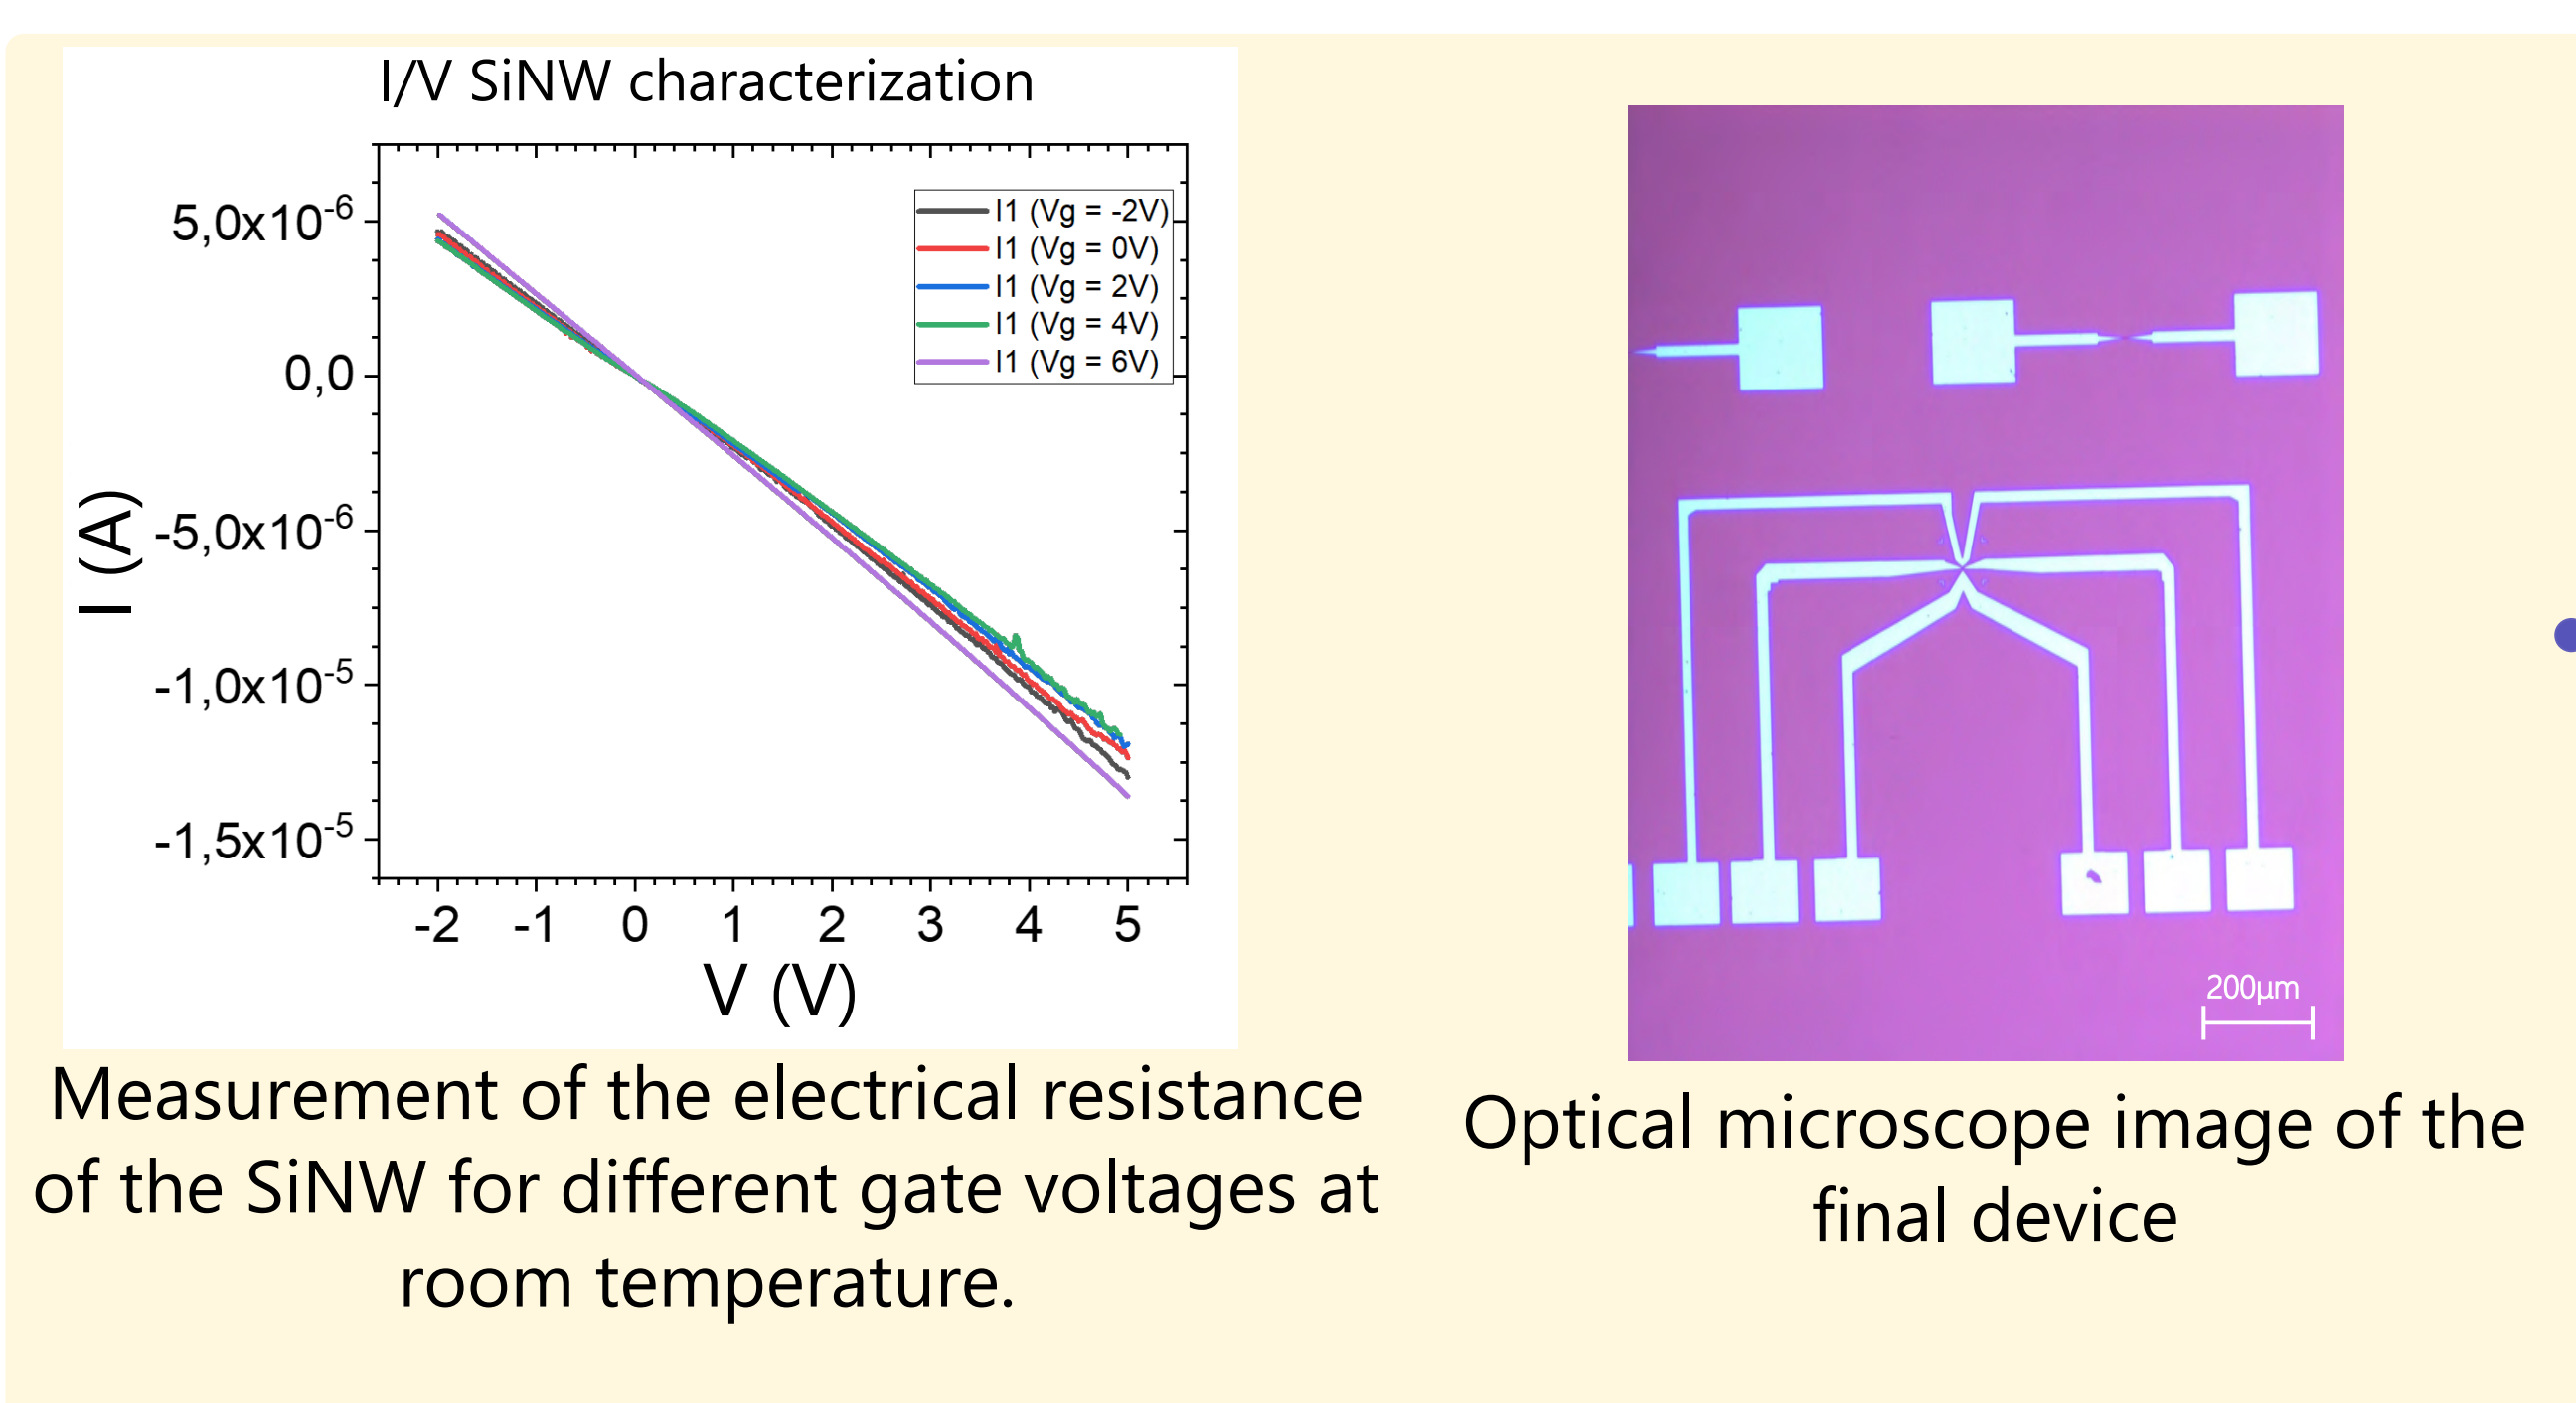 I/V SiNW characterization
5,0x10⁻⁶
0,0
-5,0x10⁻⁶
-1,0x10⁻⁵
-1,5x10⁻⁵
I (A)
I1 (Vg = -2V)
I1 (Vg = 0V)
I1 (Vg = 2V)
I1 (Vg = 4V)
I1 (Vg = 6V)
-2 -1 0 1 2 3 4 5
V (V)
Measurement of the electrical resistance
of the SiNW for different gate voltages at
room temperature.
200µm
Optical microscope image of the
final device